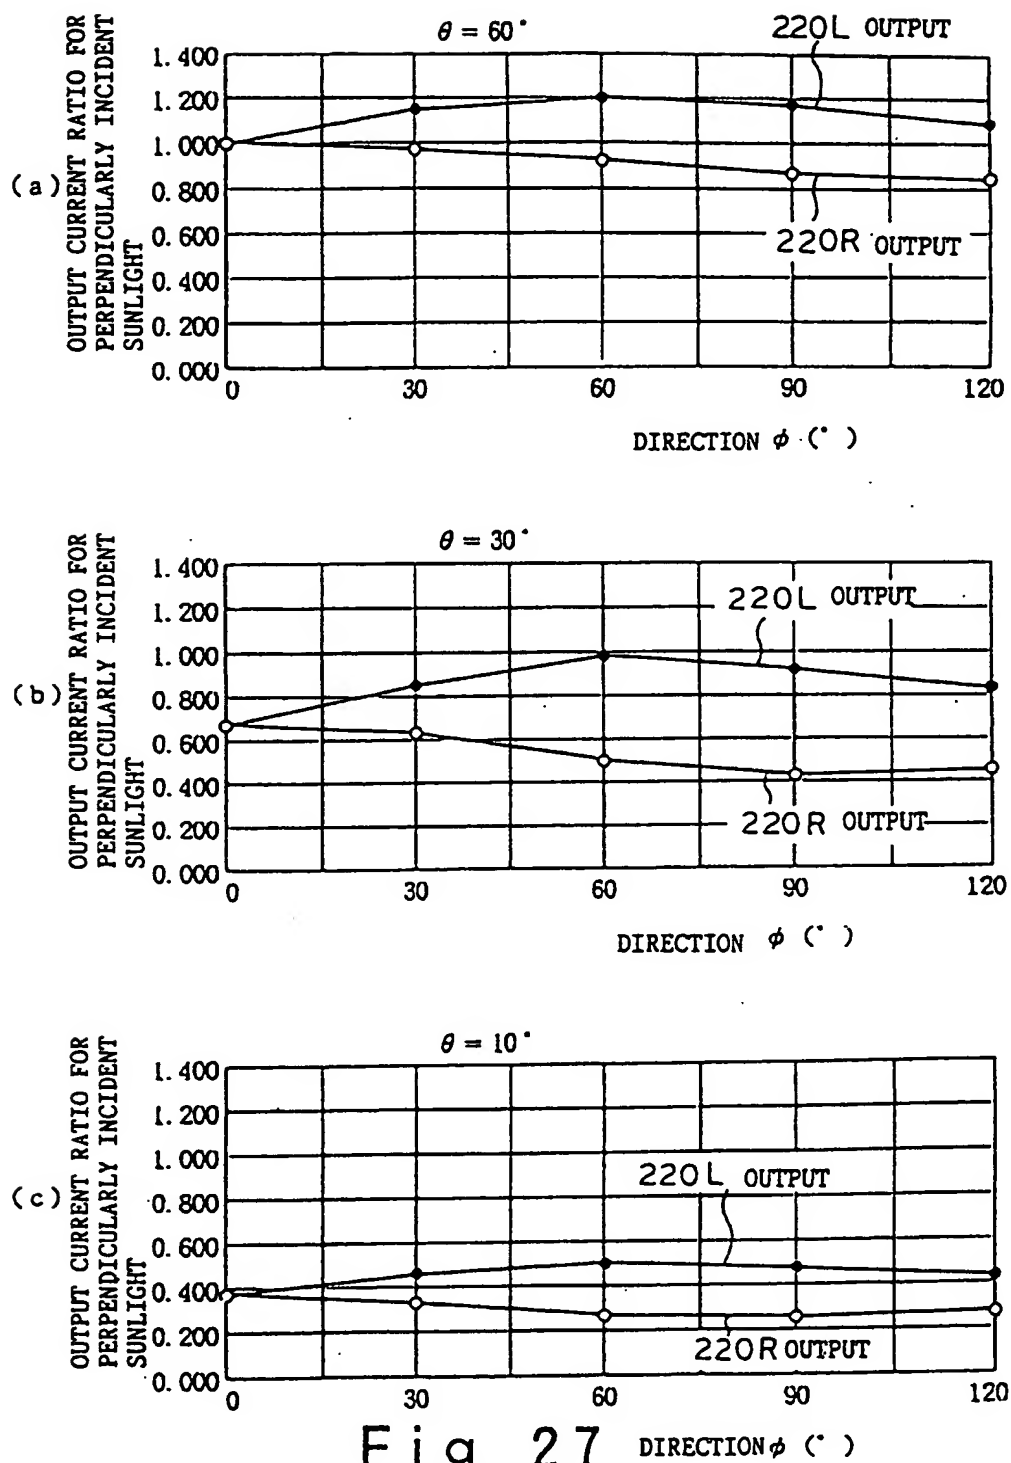 OUTPUT CURRENT RATIO FOR
PERPENDICULARLY INCIDENT
SUNLIGHT
(a)
θ = 60°
220L OUTPUT
220R OUTPUT
1.400
1.200
1.000
0.800
0.600
0.400
0.200
0.000
0
30
60
90
120
DIRECTION φ (° )
OUTPUT CURRENT RATIO FOR
PERPENDICULARLY INCIDENT
SUNLIGHT
(b)
θ = 30°
220L OUTPUT
220R OUTPUT
1.400
1.200
1.000
0.800
0.600
0.400
0.200
0.000
0
30
60
90
120
DIRECTION φ (° )
OUTPUT CURRENT RATIO FOR
PERPENDICULARLY INCIDENT
SUNLIGHT
(c)
θ = 10°
220L OUTPUT
220R OUTPUT
1.400
1.200
1.000
0.800
0.600
0.400
0.200
0.000
0
30
60
90
120
DIRECTION φ (° )
Fig 27